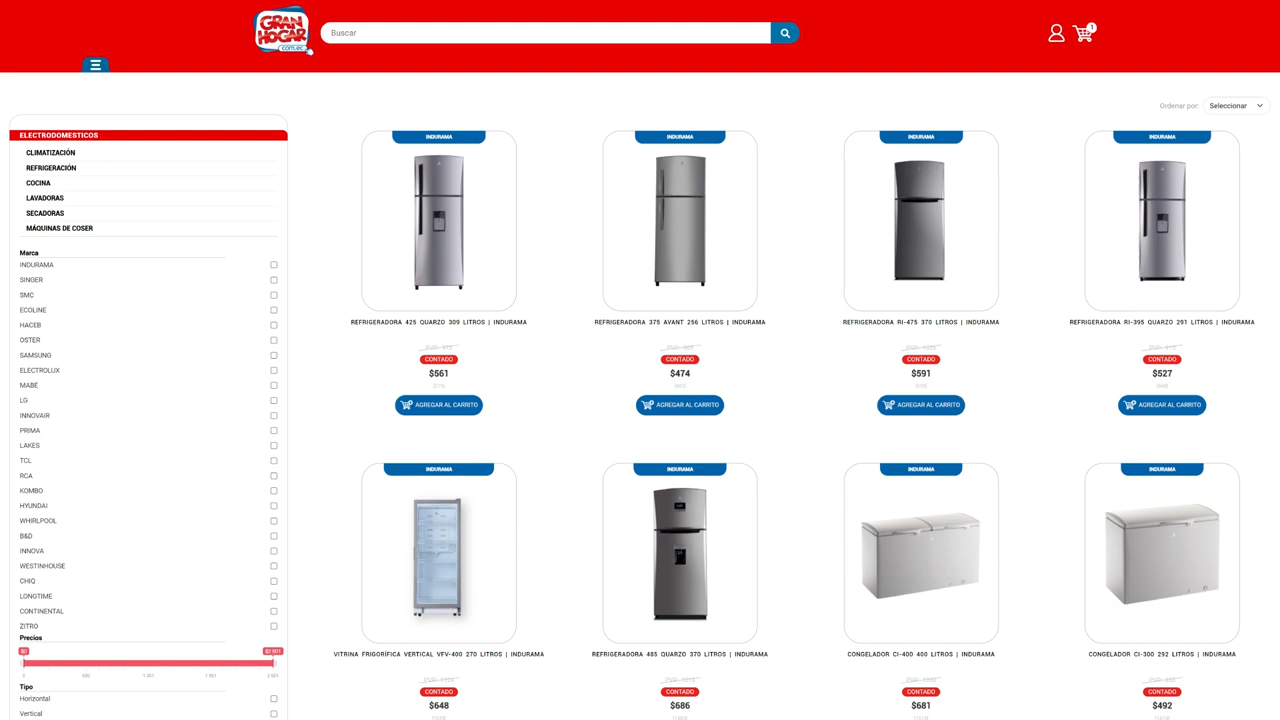 GRAN
HOGAR
com.ec
Buscar
1
Ordenar por:
Seleccionar
ELECTRODOMESTICOS
CLIMATIZACIÓN
REFRIGERACIÓN
COCINA
LAVADORAS
SECADORAS
MÁQUINAS DE COSER
Marca
INDURAMA
SINGER
SMC
ECOLINE
HACEB
OSTER
SAMSUNG
ELECTROLUX
MABE
LG
INNOVAIR
PRIMA
LAKES
TCL
RCA
KOMBO
HYUNDAI
WHIRLPOOL
B&D
INNOVA
WESTINHOUSE
CHIQ
LONGTIME
CONTINENTAL
ZITRO
Precios
$0
$2 601
0
1 951
2 601
Tipo
Horizontal
Vertical
INDURAMA
REFRIGERADORA 425 QUARZO 309 LITROS | INDURAMA
CONTADO
$561
AGREGAR AL CARRITO
INDURAMA
REFRIGERADORA 375 AVANT 256 LITROS | INDURAMA
CONTADO
$474
AGREGAR AL CARRITO
INDURAMA
REFRIGERADORA RI-475 370 LITROS | INDURAMA
CONTADO
$591
AGREGAR AL CARRITO
INDURAMA
REFRIGERADORA RI-395 QUARZO 291 LITROS | INDURAMA
CONTADO
$527
AGREGAR AL CARRITO
INDURAMA
VITRINA FRIGORÍFICA VERTICAL VFV-400 270 LITROS | INDURAMA
CONTADO
$648
INDURAMA
REFRIGERADORA 485 QUARZO 370 LITROS | INDURAMA
CONTADO
$686
INDURAMA
CONGELADOR CI-400 400 LITROS | INDURAMA
CONTADO
$681
INDURAMA
CONGELADOR CI-300 292 LITROS | INDURAMA
CONTADO
$492